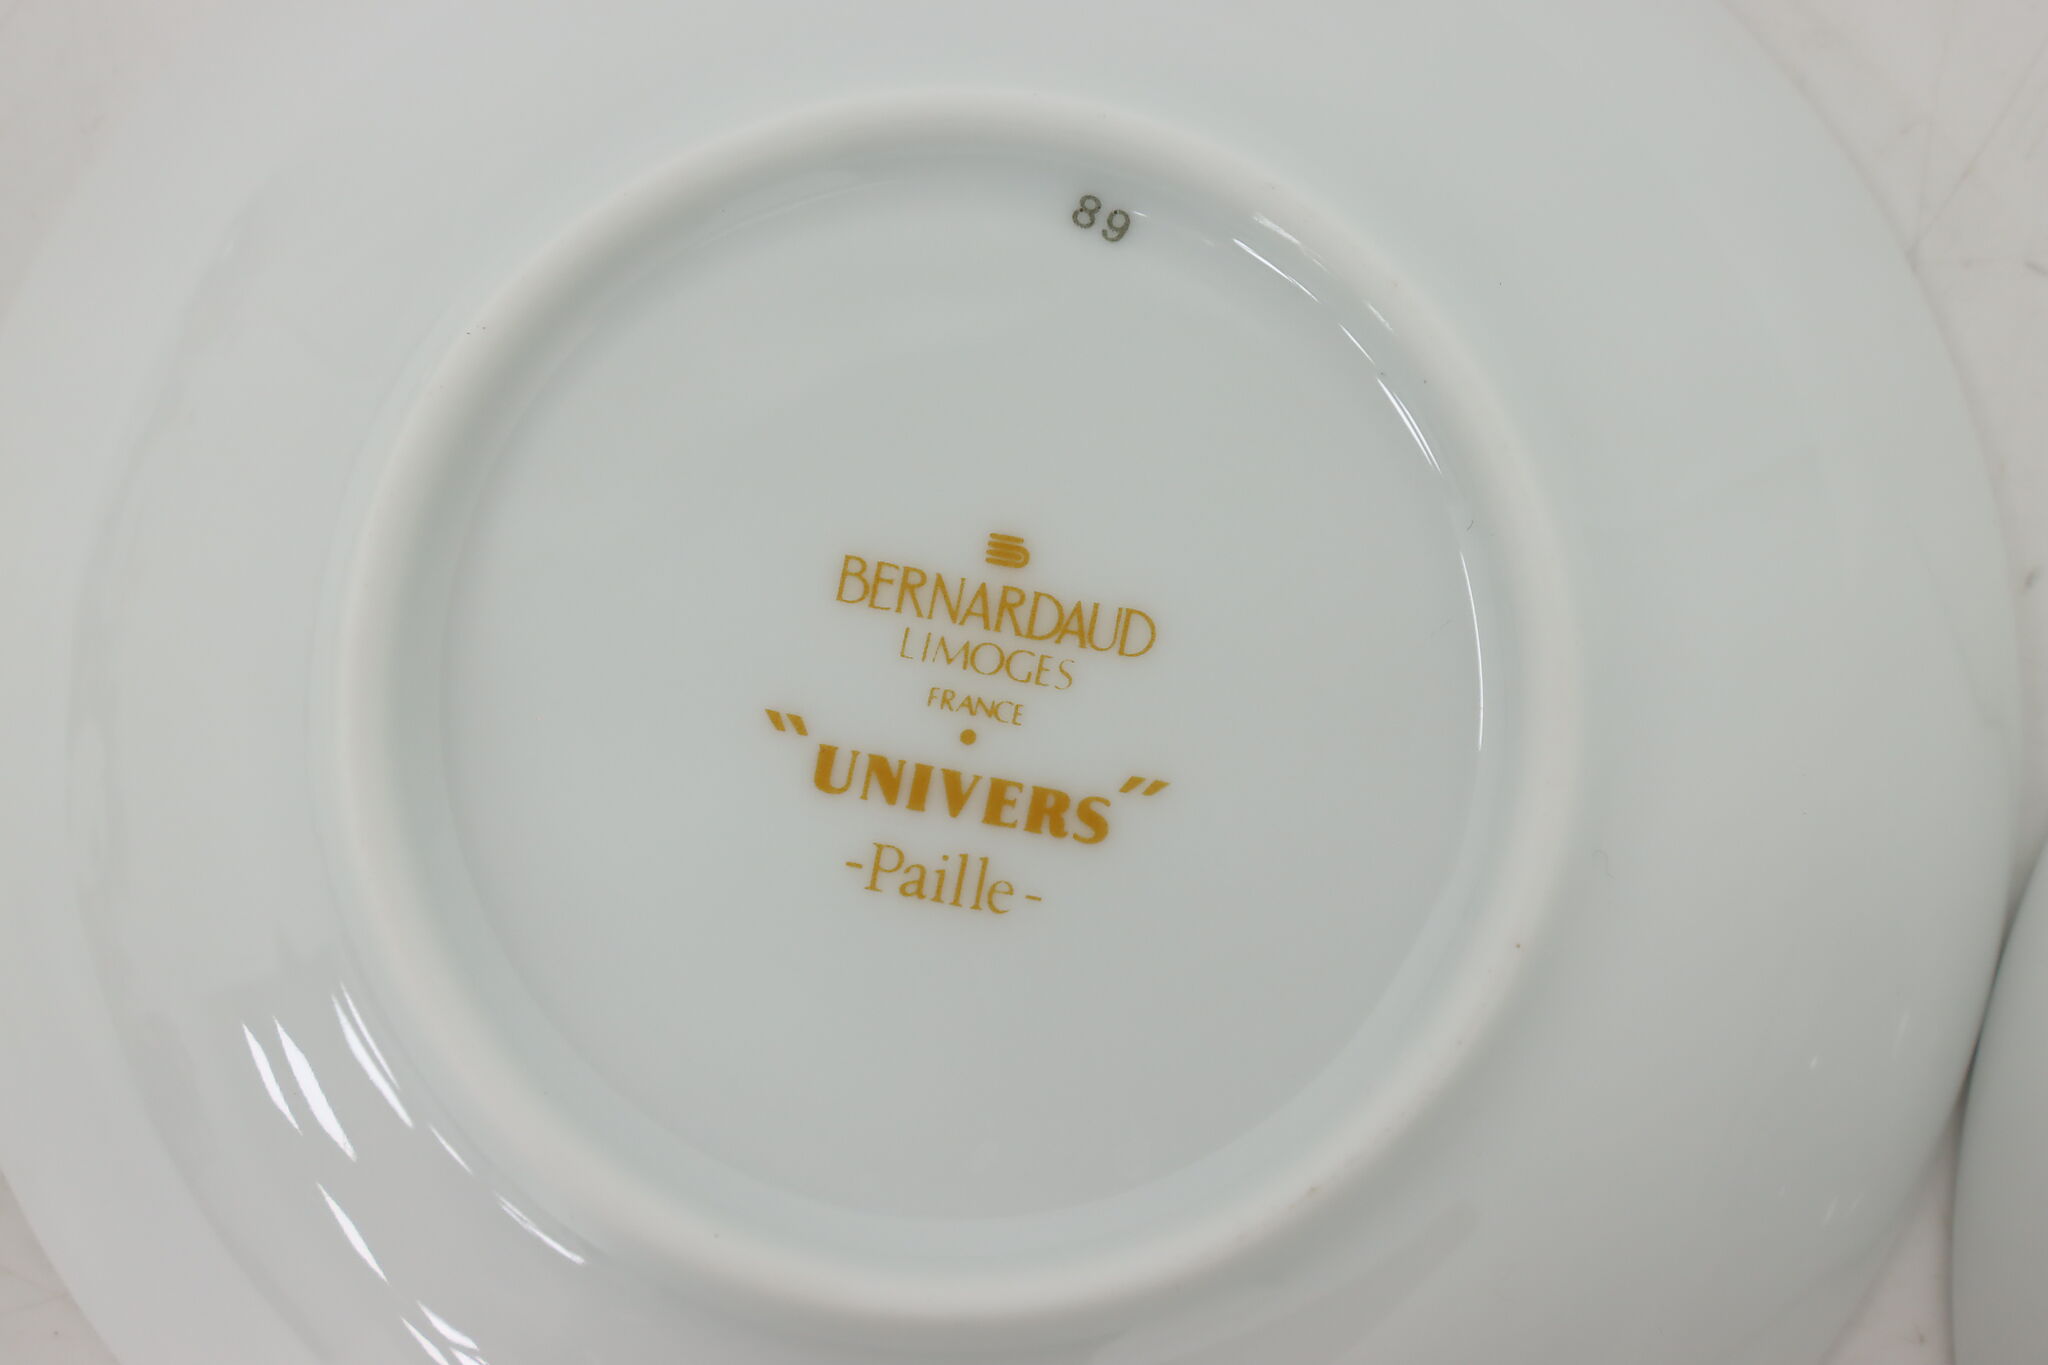 89
BERNARDAUD
LIMOGES
FRANCE
"UNIVERS"
-Paille-